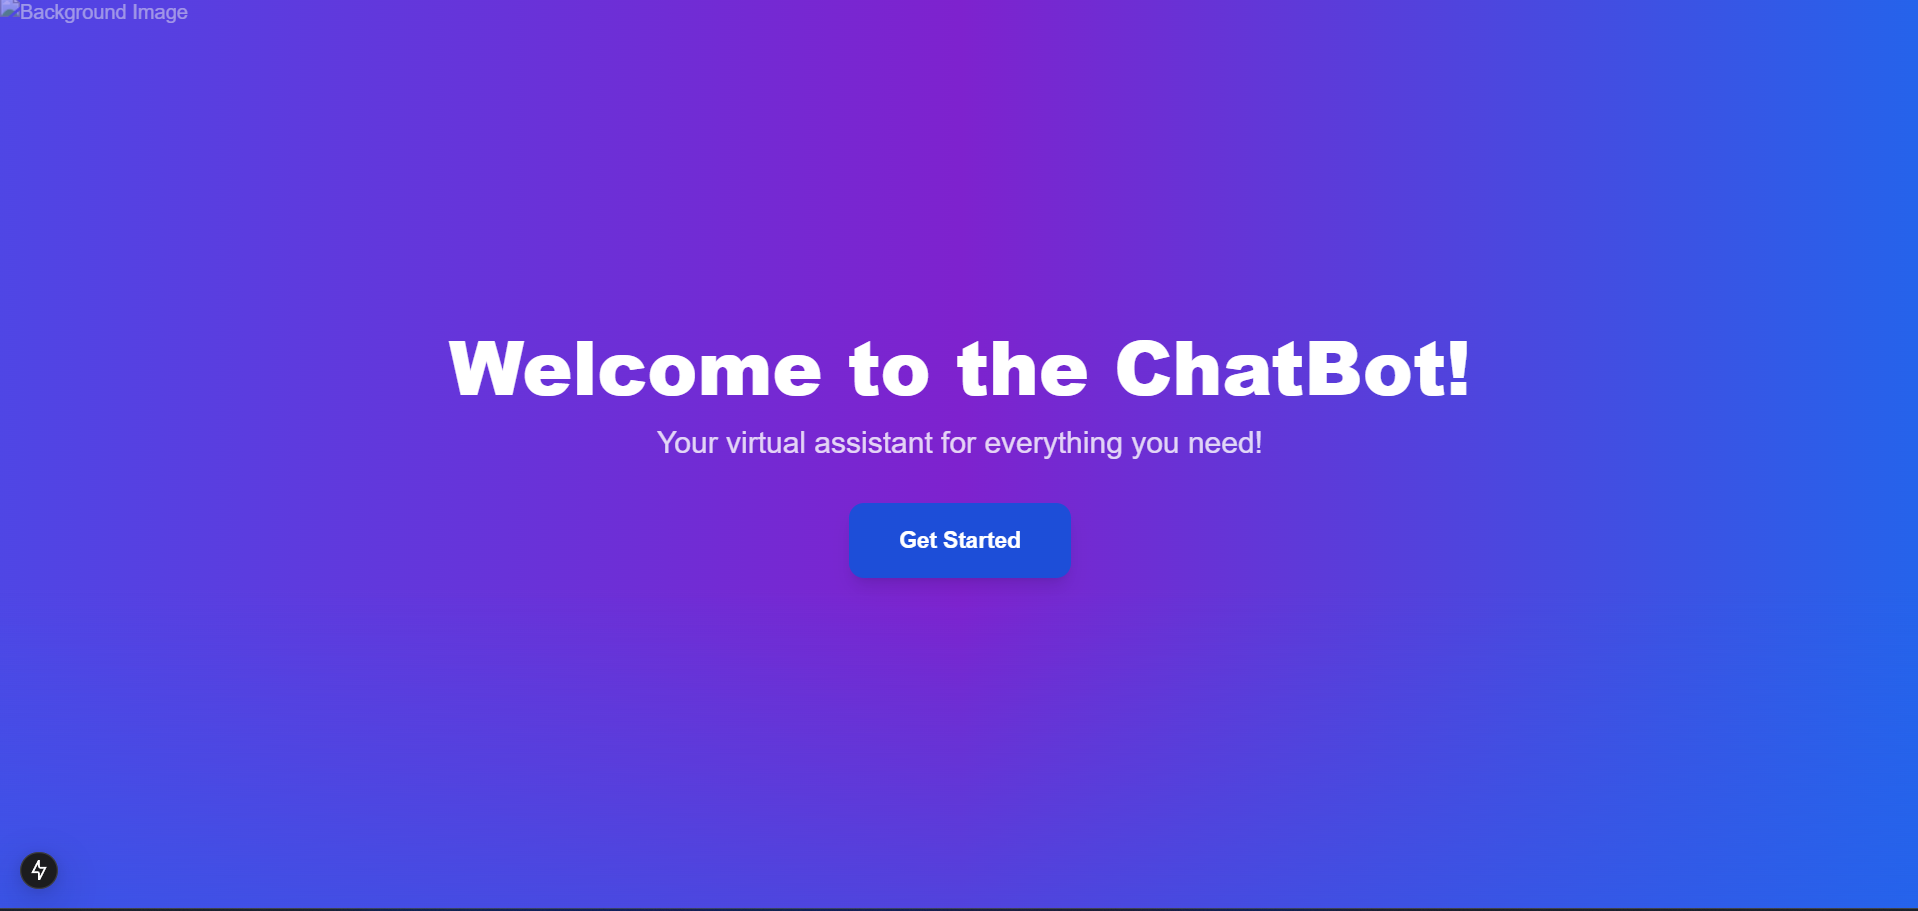 Background Image
Welcome to the ChatBot!
Your virtual assistant for everything you need!
Get Started